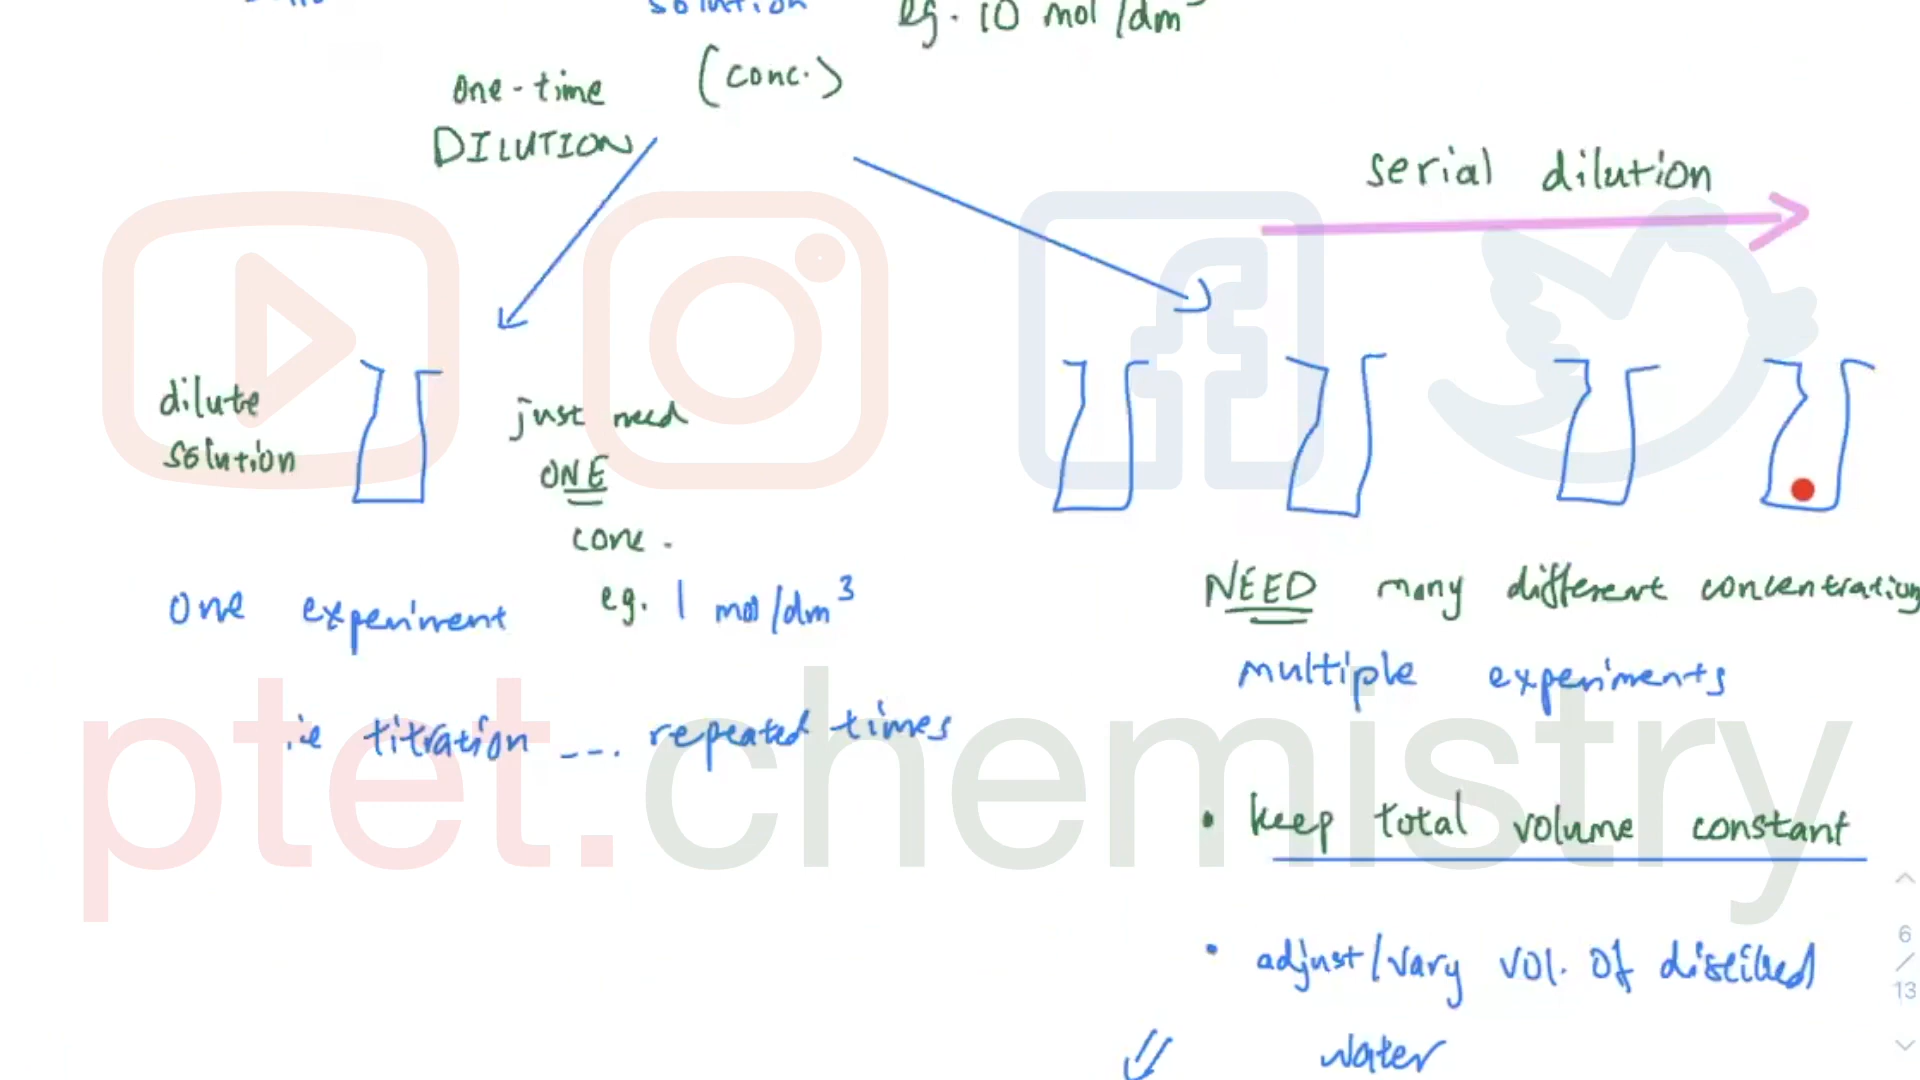 solution eg. 10 mol/dm
(conc.)
one-time
DILUTION
serial dilution
dilute
solution
just need
ONE
conc.
eg. 1 mol/dm³
one experiment
i.e titration ---. repeated times
NEED many different concentrations
multiple experiments
• keep total volume constant
• adjust/vary vol. of distilled
water
ptet.chemistry
6
/
13